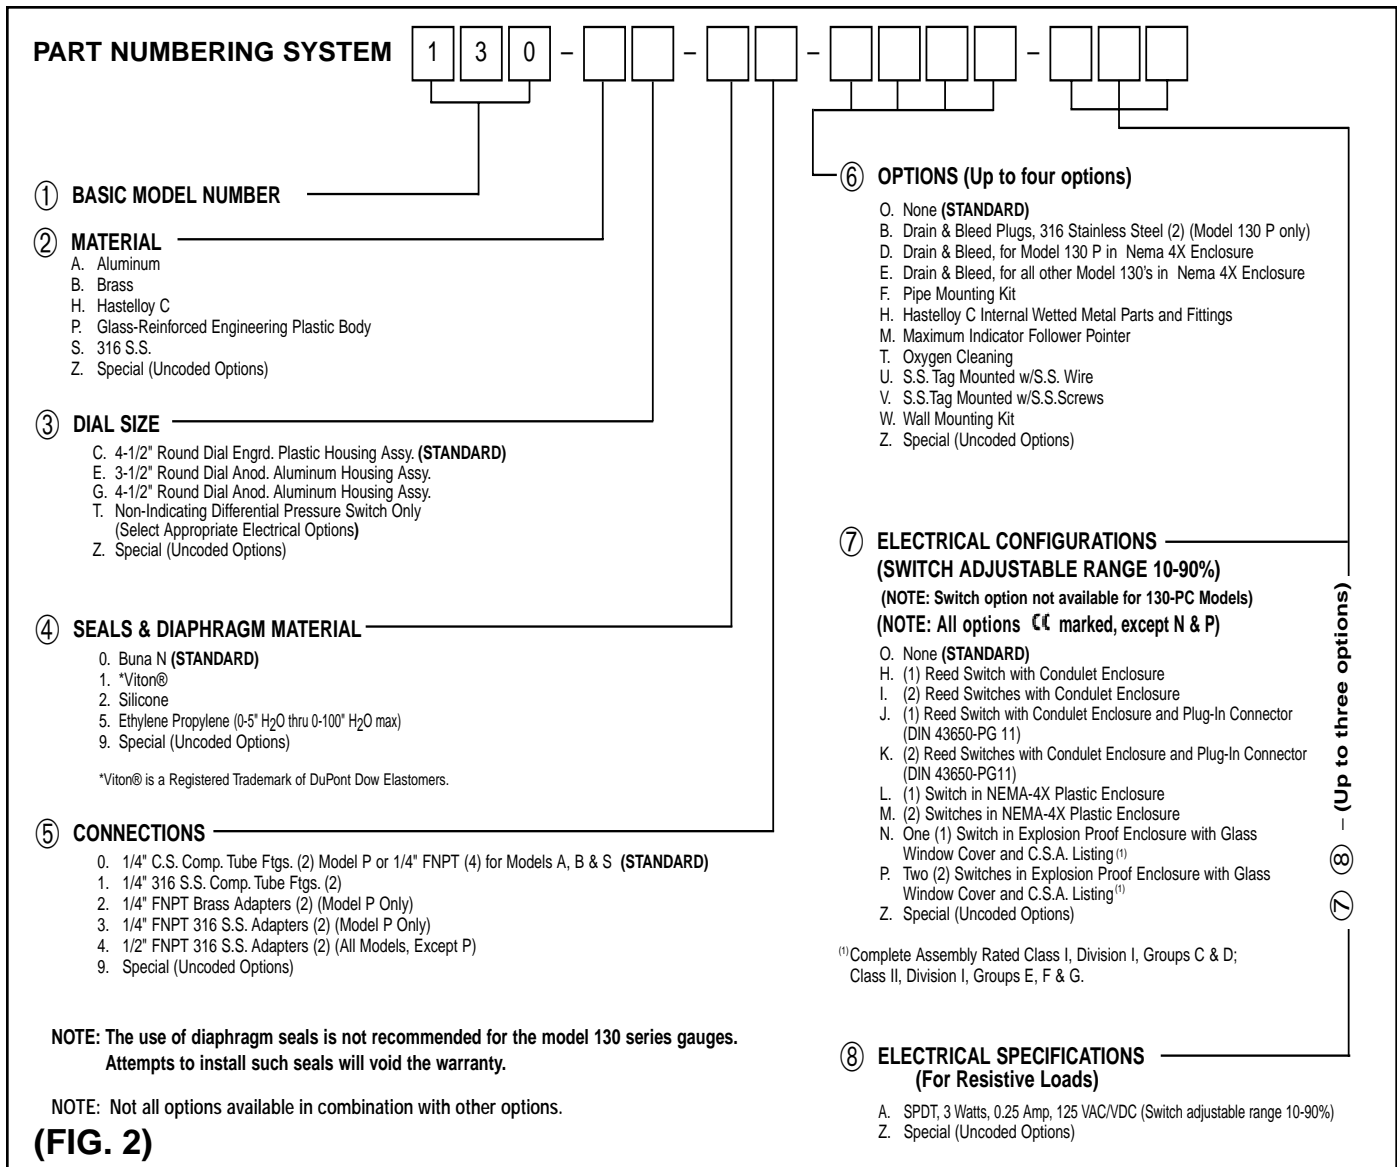 PART NUMBERING SYSTEM 1 3 0 – – – –
① BASIC MODEL NUMBER
② MATERIAL
A. Aluminum
B. Brass
H. Hastelloy C
P. Glass-Reinforced Engineering Plastic Body
S. 316 S.S.
Z. Special (Uncoded Options)
③ DIAL SIZE
C. 4-1/2" Round Dial Engrd. Plastic Housing Assy. (STANDARD)
E. 3-1/2" Round Dial Anod. Aluminum Housing Assy.
G. 4-1/2" Round Dial Anod. Aluminum Housing Assy.
T. Non-Indicating Differential Pressure Switch Only
(Select Appropriate Electrical Options)
Z. Special (Uncoded Options)
④ SEALS & DIAPHRAGM MATERIAL
0. Buna N (STANDARD)
1. *Viton®
2. Silicone
5. Ethylene Propylene (0-5" H2O thru 0-100" H2O max)
9. Special (Uncoded Options)
*Viton® is a Registered Trademark of DuPont Dow Elastomers.
⑤ CONNECTIONS
0. 1/4" C.S. Comp. Tube Ftgs. (2) Model P or 1/4" FNPT (4) for Models A, B & S (STANDARD)
1. 1/4" 316 S.S. Comp. Tube Ftgs. (2)
2. 1/4" FNPT Brass Adapters (2) (Model P Only)
3. 1/4" FNPT 316 S.S. Adapters (2) (Model P Only)
4. 1/2" FNPT 316 S.S. Adapters (2) (All Models, Except P)
9. Special (Uncoded Options)
NOTE: The use of diaphragm seals is not recommended for the model 130 series gauges.
Attempts to install such seals will void the warranty.
NOTE: Not all options available in combination with other options.
(FIG. 2)
⑥ OPTIONS (Up to four options)
O. None (STANDARD)
B. Drain & Bleed Plugs, 316 Stainless Steel (2) (Model 130 P only)
D. Drain & Bleed, for Model 130 P in Nema 4X Enclosure
E. Drain & Bleed, for all other Model 130's in Nema 4X Enclosure
F. Pipe Mounting Kit
H. Hastelloy C Internal Wetted Metal Parts and Fittings
M. Maximum Indicator Follower Pointer
T. Oxygen Cleaning
U. S.S. Tag Mounted w/S.S. Wire
V. S.S.Tag Mounted w/S.S.Screws
W. Wall Mounting Kit
Z. Special (Uncoded Options)
⑦ ELECTRICAL CONFIGURATIONS
(SWITCH ADJUSTABLE RANGE 10-90%)
(NOTE: Switch option not available for 130-PC Models)
(NOTE: All options CE marked, except N & P)
O. None (STANDARD)
H. (1) Reed Switch with Condulet Enclosure
I. (2) Reed Switches with Condulet Enclosure
J. (1) Reed Switch with Condulet Enclosure and Plug-In Connector
(DIN 43650-PG 11)
K. (2) Reed Switches with Condulet Enclosure and Plug-In Connector
(DIN 43650-PG11)
L. (1) Switch in NEMA-4X Plastic Enclosure
M. (2) Switches in NEMA-4X Plastic Enclosure
N. One (1) Switch in Explosion Proof Enclosure with Glass
Window Cover and C.S.A. Listing (1)
P. Two (2) Switches in Explosion Proof Enclosure with Glass
Window Cover and C.S.A. Listing (1)
Z. Special (Uncoded Options)
(1) Complete Assembly Rated Class I, Division I, Groups C & D;
Class II, Division I, Groups E, F & G.
⑦ ⑧ – (Up to three options)
⑧ ELECTRICAL SPECIFICATIONS
(For Resistive Loads)
A. SPDT, 3 Watts, 0.25 Amp, 125 VAC/VDC (Switch adjustable range 10-90%)
Z. Special (Uncoded Options)